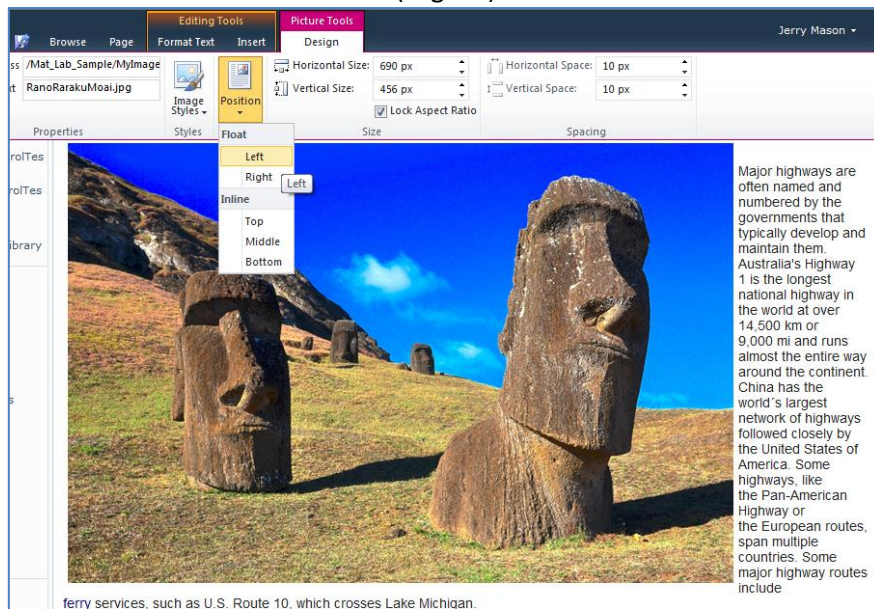 Editing Tools Picture Tools
Browse Page Format Text Insert Design Jerry Mason
/Mat_Lab_Sample/MyImage Horizontal Size: 690 px Horizontal Space: 10 px
RanoRarakuMoai.jpg Image Styles Position Vertical Size: 456 px Vertical Space: 10 px
Lock Aspect Ratio
Properties Styles Float Size Spacing
Left
Right
Left
Inline
Top
Middle
Bottom
rolTes
rolTes
ibrary
s
Major highways are
often named and
numbered by the
governments that
typically develop and
maintain them.
Australia's Highway
1 is the longest
national highway in
the world at over
14,500 km or
9,000 mi and runs
almost the entire way
around the continent.
China has the
world´s largest
network of highways
followed closely by
the United States of
America. Some
highways, like
the Pan-American
Highway or
the European routes,
span multiple
countries. Some
major highway routes
include
ferry services, such as U.S. Route 10, which crosses Lake Michigan.